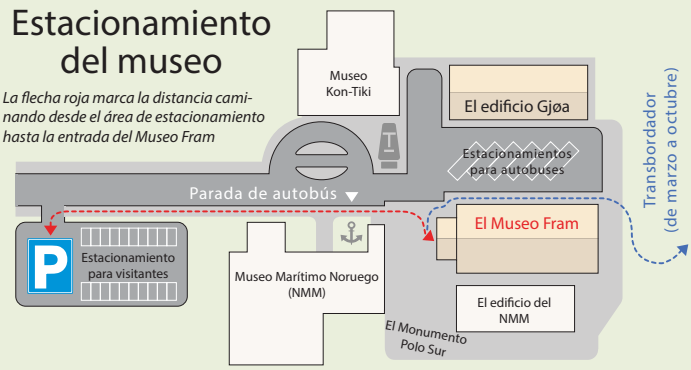 Estacionamiento
del museo
La flecha roja marca la distancia cami-
nando desde el área de estacionamiento
hasta la entrada del Museo Fram
Museo
Kon-Tiki
El edificio Gjøa
Estacionamientos
para autobuses
Transbordador
(de marzo a octubre)
Parada de autobús
P
Estacionamiento
para visitantes
El Museo Fram
Museo Marítimo Noruego
(NMM)
El edificio del
NMM
El Monumento
Polo Sur